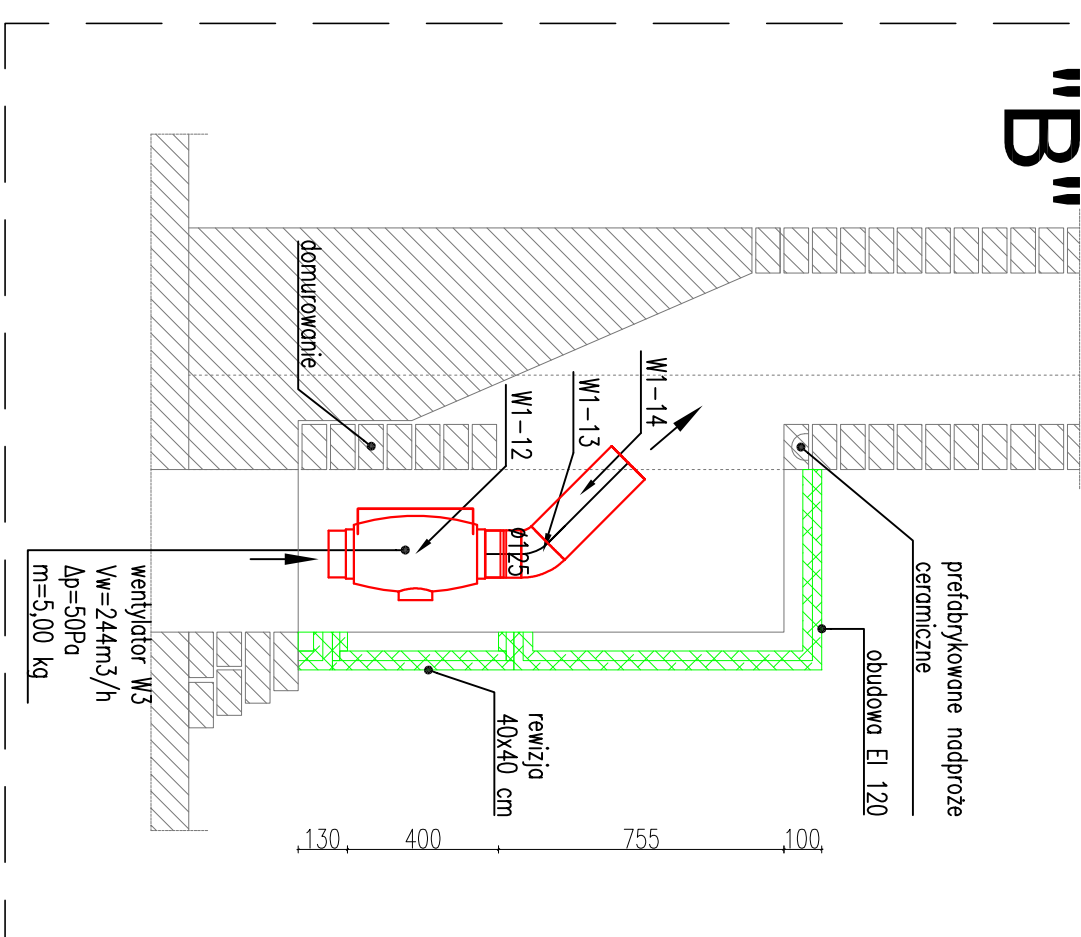 "B"
prefabrykowane nadproże
ceramiczne
obudowa EI 120
W1-14
W1-13
W1-12
ø125
domurowanie
rewizja
40x40 cm
wentylator W3
Vw=244m3/h
Δp=50Pa
m=5,00 kg
130
400
755
100